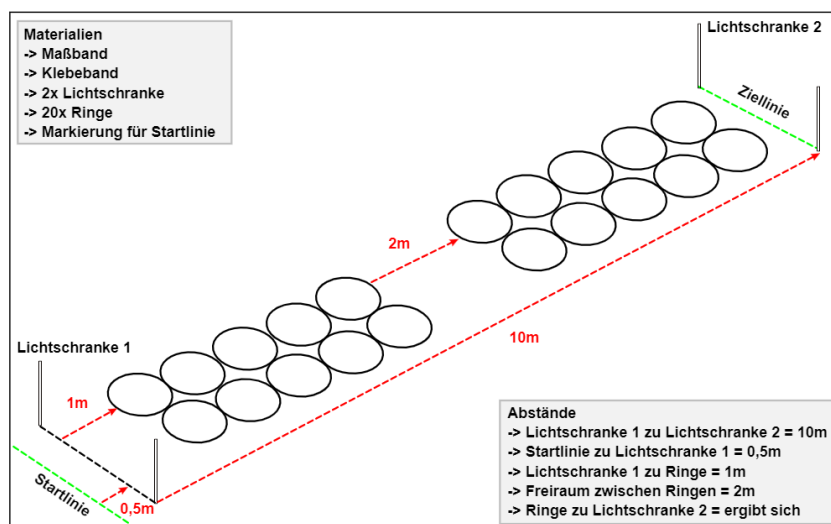 Materialien
-> Maßband
-> Klebeband
-> 2x Lichtschranke
-> 20x Ringe
-> Markierung für Startlinie
Lichtschranke 2
Ziellinie
2m
10m
Lichtschranke 1
1m
Startlinie
0,5m
Abstände
-> Lichtschranke 1 zu Lichtschranke 2 = 10m
-> Startlinie zu Lichtschranke 1 = 0,5m
-> Lichtschranke 1 zu Ringe = 1m
-> Freiraum zwischen Ringen = 2m
-> Ringe zu Lichtschranke 2 = ergibt sich